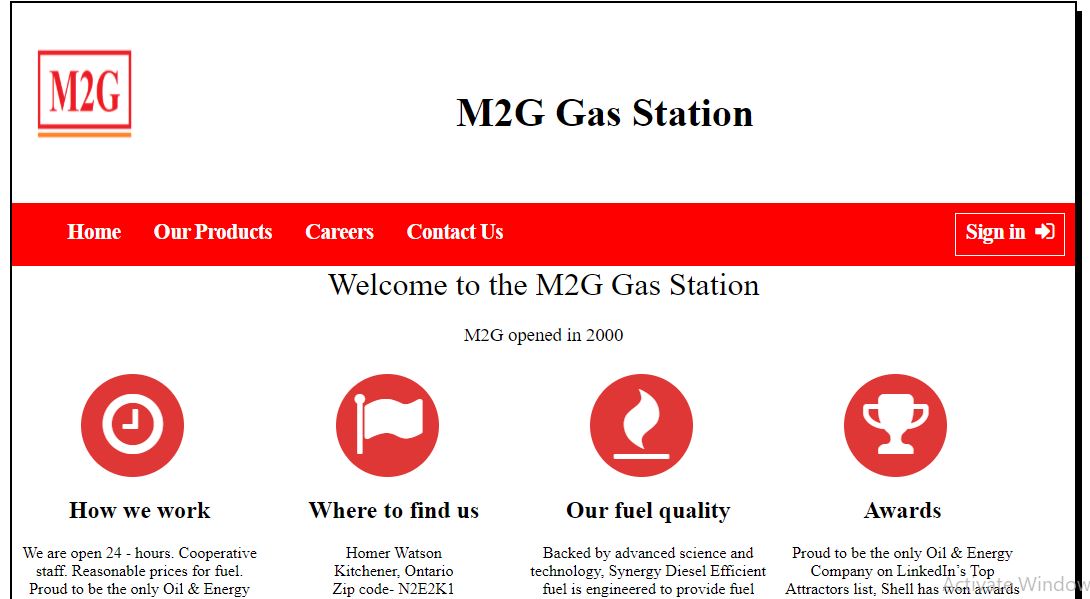 M2G
M2G Gas Station
Home Our Products Careers Contact Us Sign in
Welcome to the M2G Gas Station
M2G opened in 2000
How we work
We are open 24 - hours. Cooperative
staff. Reasonable prices for fuel.
Proud to be the only Oil & Energy
Where to find us
Homer Watson
Kitchener, Ontario
Zip code- N2E2K1
Our fuel quality
Backed by advanced science and
technology, Synergy Diesel Efficient
fuel is engineered to provide fuel
Awards
Proud to be the only Oil & Energy
Company on LinkedIn’s Top
Attractors list, Shell has won awards
Activate Window